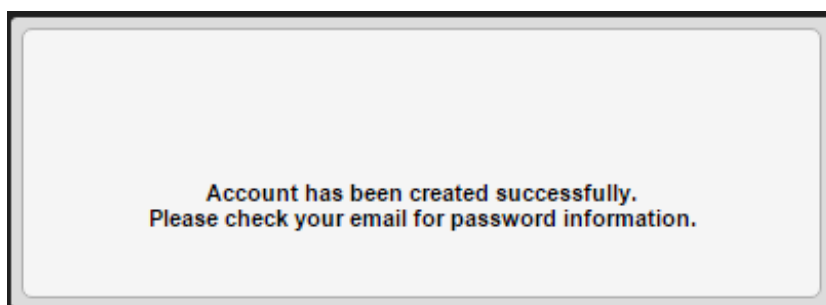 Account has been created successfully.
Please check your email for password information.